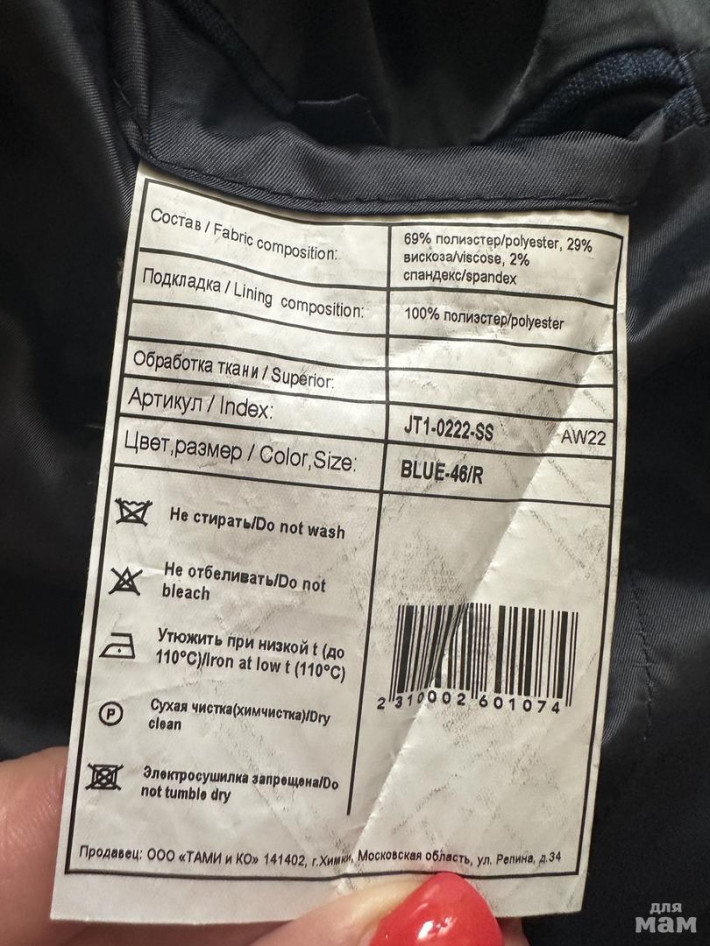 Состав / Fabric composition:
69% полиэстер/polyester, 29%
вискоза/viscose, 2%
спандекс/spandex
Подкладка / Lining composition:
100% полиэстер/polyester
Обработка ткани / Superior:
Артикул / Index:
JT1-0222-SS AW22
Цвет,размер / Color,Size:
BLUE-46/R
Не стирать/Do not wash
Не отбеливать/Do not
bleach
Утюжить при низкой t (до
110°C)/Iron at low t (110°C)
P
Сухая чистка(химчистка)/Dry
clean
Электросушилка запрещена/Do
not tumble dry
2 310002 601074
Продавец: ООО «ТАМИ и КО» 141402, г.Химки, Московская область, ул. Репина, д.34
для
мам